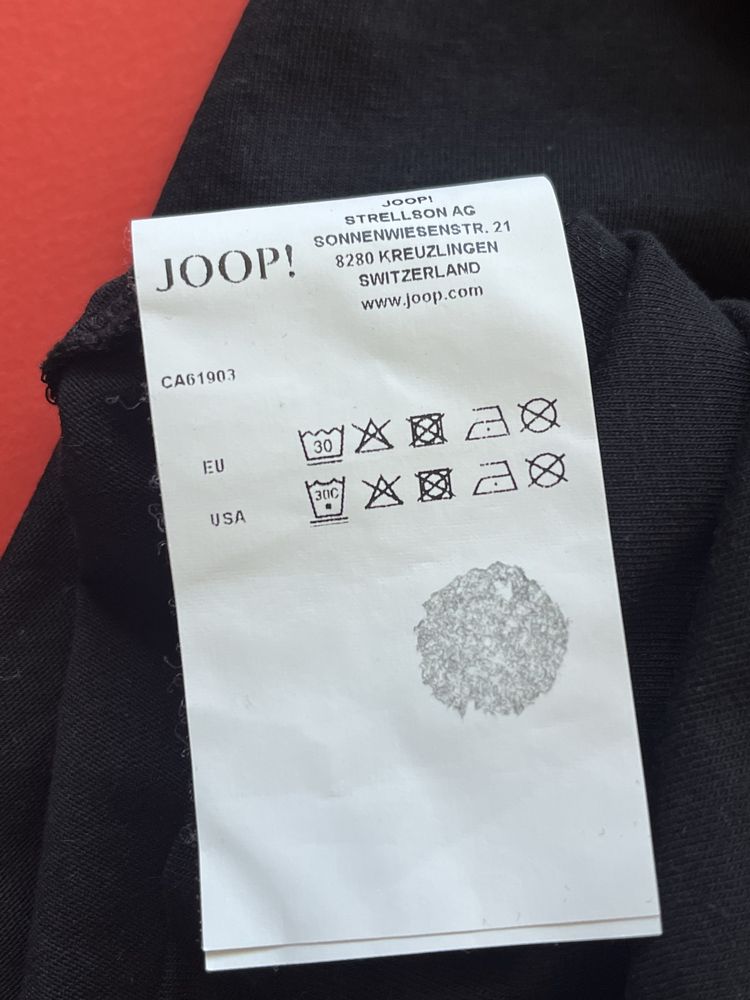 JOOP!
JOOP!
STRELLSON AG
SONNENWIESENSTR. 21
8280 KREUZLINGEN
SWITZERLAND
www.joop.com
CA61903
EU
30
USA
30C